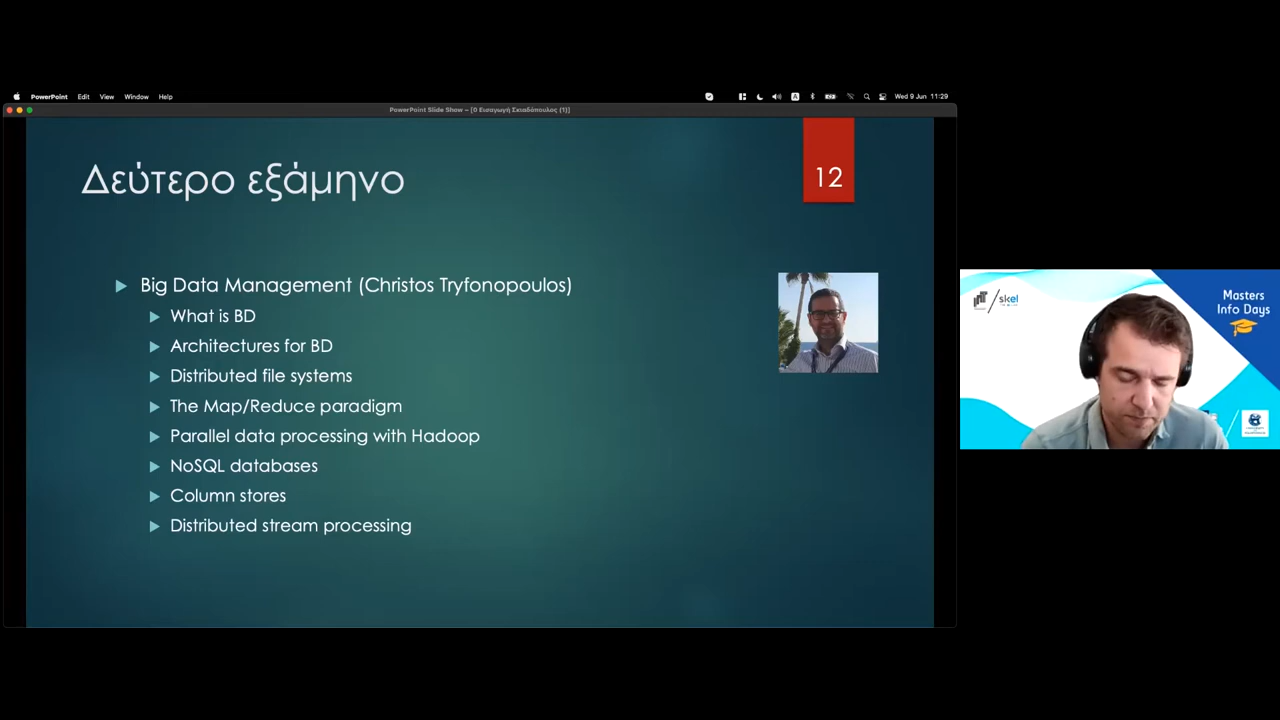 PowerPoint Edit View Window Help
A Wed 9 Jun 11:29
PowerPoint Slide Show – [0 Εισαγωγή Σκιαδόπουλος (1)]
Δεύτερο εξάμηνο
12
Big Data Management (Christos Tryfonopoulos)
What is BD
Architectures for BD
Distributed file systems
The Map/Reduce paradigm
Parallel data processing with Hadoop
NoSQL databases
Column stores
Distributed stream processing
skel
Masters
Info Days